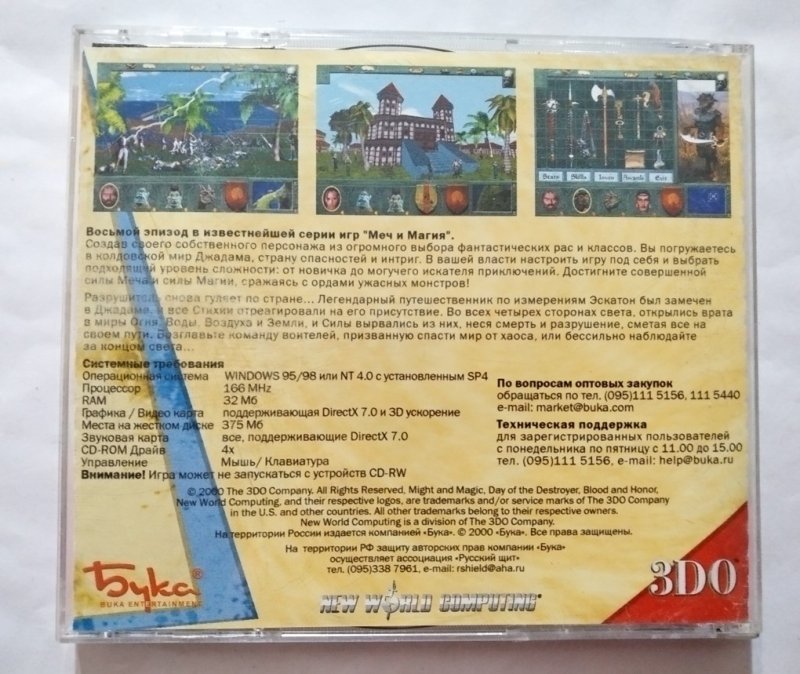 Stats Skills Inven Awards Exit
Восьмой эпизод в известнейшей серии игр "Меч и Магия".
Создав своего собственного персонажа из огромного выбора фантастических рас и классов. Вы погружаетесь
в колдовской мир Джадама, страну опасностей и интриг. В вашей власти настроить игру под себя и выбрать
подходящий уровень сложности: от новичка до могучего искателя приключений. Достигните совершенной
силы Меча и силы Магии, сражаясь с ордами ужасных монстров!
Разрушитель снова гуляет по стране... Легендарный путешественник по измерениям Эскатон был замечен
в Джадаме. И все Стихии отреагировали на его присутствие. Во всех четырех сторонах света, открылись врата
в миры Огня, Воды, Воздуха и Земли, и Силы вырвались из них, неся смерть и разрушение, сметая все на
своем пути. Возглавьте команду воителей, призванную спасти мир от хаоса, или бессильно наблюдайте
за концом света...
Системные требования
Операционная система WINDOWS 95/98 или NT 4.0 с установленным SP4
Процессор 166 MHz
RAM 32 Мб
Графика / Видео карта поддерживающая DirectX 7.0 и 3D ускорение
Места на жестком диске 375 Мб
Звуковая карта все, поддерживающие DirectX 7.0
CD-ROM Драйв 4x
Управление Мышь/ Клавиатура
Внимание! Игра может не запускаться с устройств CD-RW
По вопросам оптовых закупок
обращаться по тел. (095)111 5156, 111 5440
e-mail: market@buka.com
Техническая поддержка
для зарегистрированных пользователей
с понедельника по пятницу с 11.00 до 15.00
тел. (095)111 5156, e-mail: help@buka.ru
© 2000 The 3DO Company. All Rights Reserved, Might and Magic, Day of the Destroyer, Blood and Honor,
New World Computing, and their respective logos, are trademarks and/or service marks of The 3DO Company
in the U.S. and other countries. All other trademarks belong to their respective owners.
New World Computing is a division of The 3DO Company.
На территории России издается компанией «Бука». © 2000 «Бука». Все права защищены.
На территории РФ защиту авторских прав компании «Бука»
осуществляет ассоциация «Русский щит»
тел. (095)338 7961, e-mail: rshield@aha.ru
Бука®
BUKA ENTERTAINMENT
NEW WORLD COMPUTING®
3DO